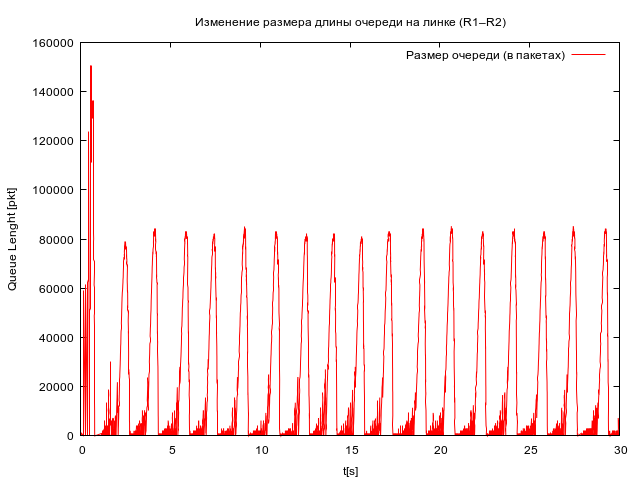 Изменение размера длины очереди на линке (R1–R2)
Размер очереди (в пакетах)
Queue Lenght [pkt]
160000
140000
120000
100000
80000
60000
40000
20000
0
0 5 10 15 20 25 30
t[s]